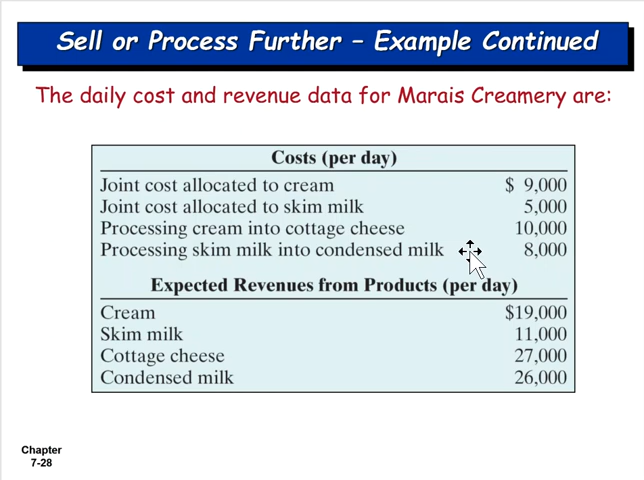 Sell or Process Further – Example Continued
The daily cost and revenue data for Marais Creamery are:
Costs (per day)
Joint cost allocated to cream $ 9,000
Joint cost allocated to skim milk 5,000
Processing cream into cottage cheese 10,000
Processing skim milk into condensed milk 8,000
Expected Revenues from Products (per day)
Cream $19,000
Skim milk 11,000
Cottage cheese 27,000
Condensed milk 26,000
Chapter
7-28